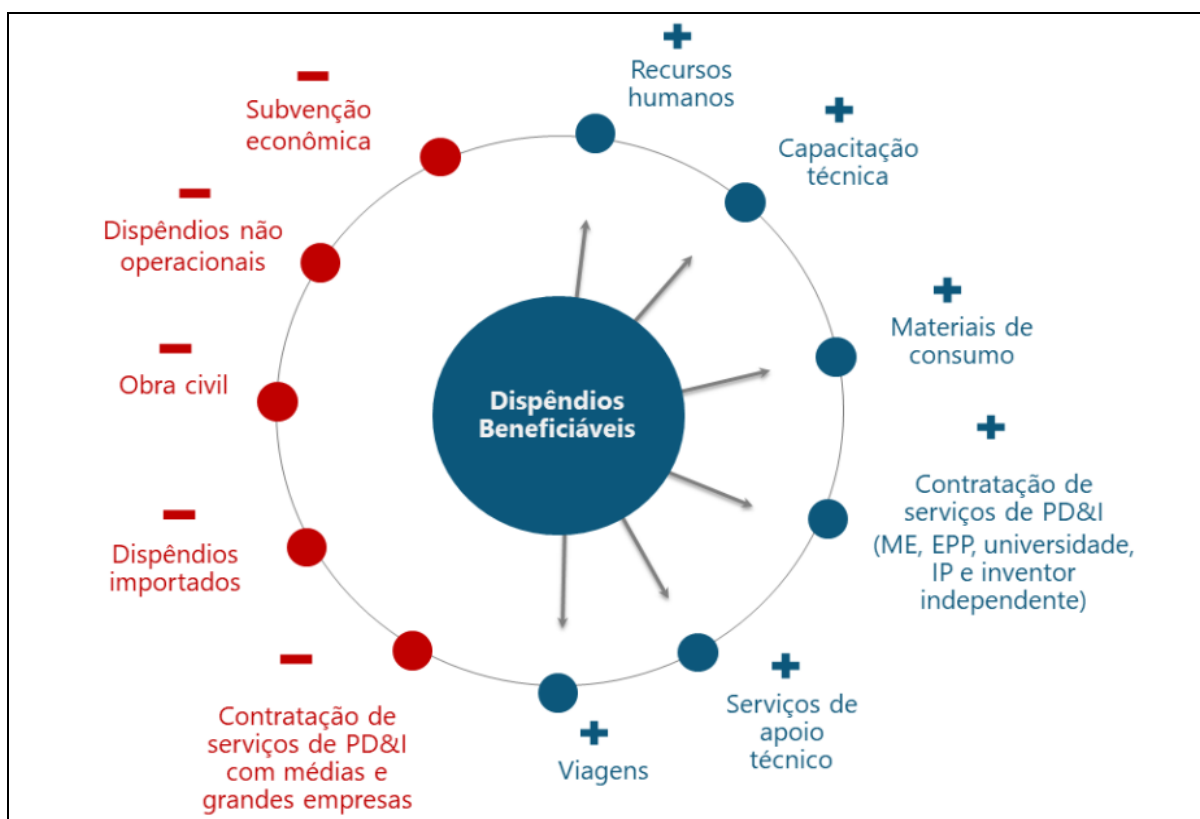 Dispêndios
Beneficiáveis
+
Recursos
humanos
+
Capacitação
técnica
+
Materiais de
consumo
+
Contratação de
serviços de PD&I
(ME, EPP, universidade,
IP e inventor
independente)
+
Serviços de
apoio
técnico
+
Viagens
−
Contratação de
serviços de PD&I
com médias e
grandes empresas
−
Dispêndios
importados
−
Obra civil
−
Dispêndios não
operacionais
−
Subvenção
econômica